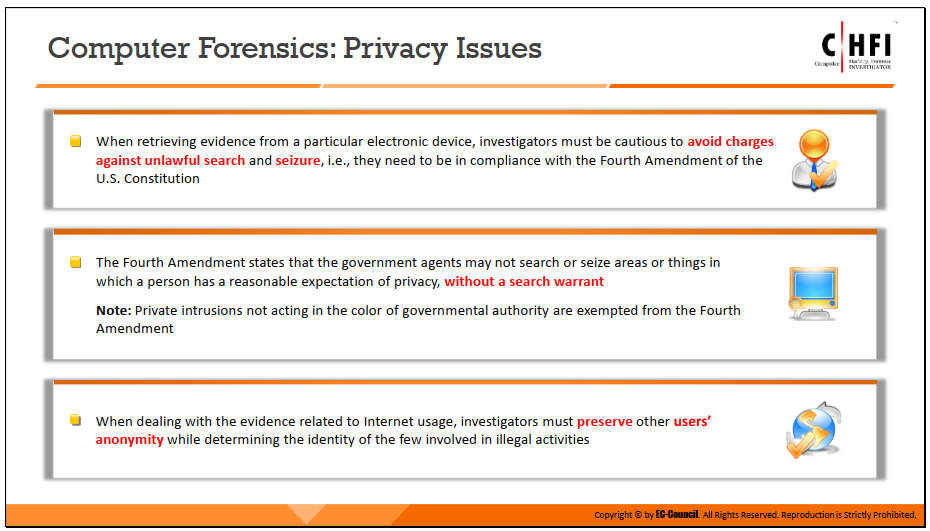 Computer Forensics: Privacy Issues
C HFI
Computer Hacking Forensic
INVESTIGATOR
When retrieving evidence from a particular electronic device, investigators must be cautious to avoid charges
against unlawful search and seizure, i.e., they need to be in compliance with the Fourth Amendment of the
U.S. Constitution
The Fourth Amendment states that the government agents may not search or seize areas or things in
which a person has a reasonable expectation of privacy, without a search warrant
Note: Private intrusions not acting in the color of governmental authority are exempted from the Fourth
Amendment
When dealing with the evidence related to Internet usage, investigators must preserve other users’
anonymity while determining the identity of the few involved in illegal activities
Copyright © by EC-Council. All Rights Reserved. Reproduction is Strictly Prohibited.